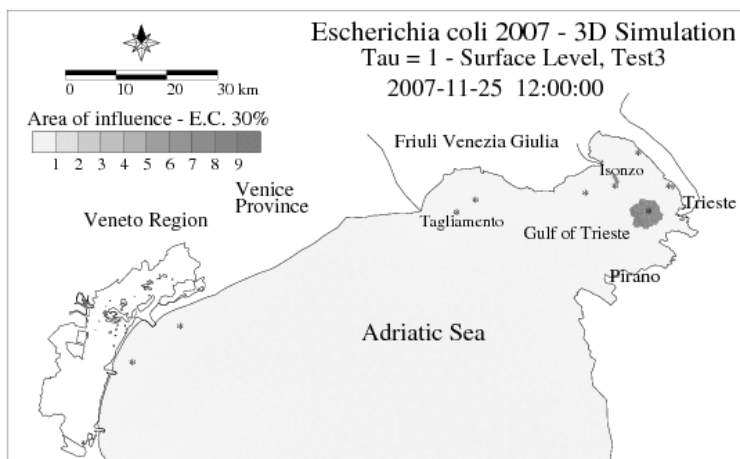 Escherichia coli 2007 - 3D Simulation
Tau = 1 - Surface Level, Test3
2007-11-25 12:00:00
0 10 20 30 km
Area of influence - E.C. 30%
1 2 3 4 5 6 7 8 9
Friuli Venezia Giulia
Isonzo
Venice
Province
Veneto Region
Trieste
Tagliamento
Gulf of Trieste
Pirano
Adriatic Sea